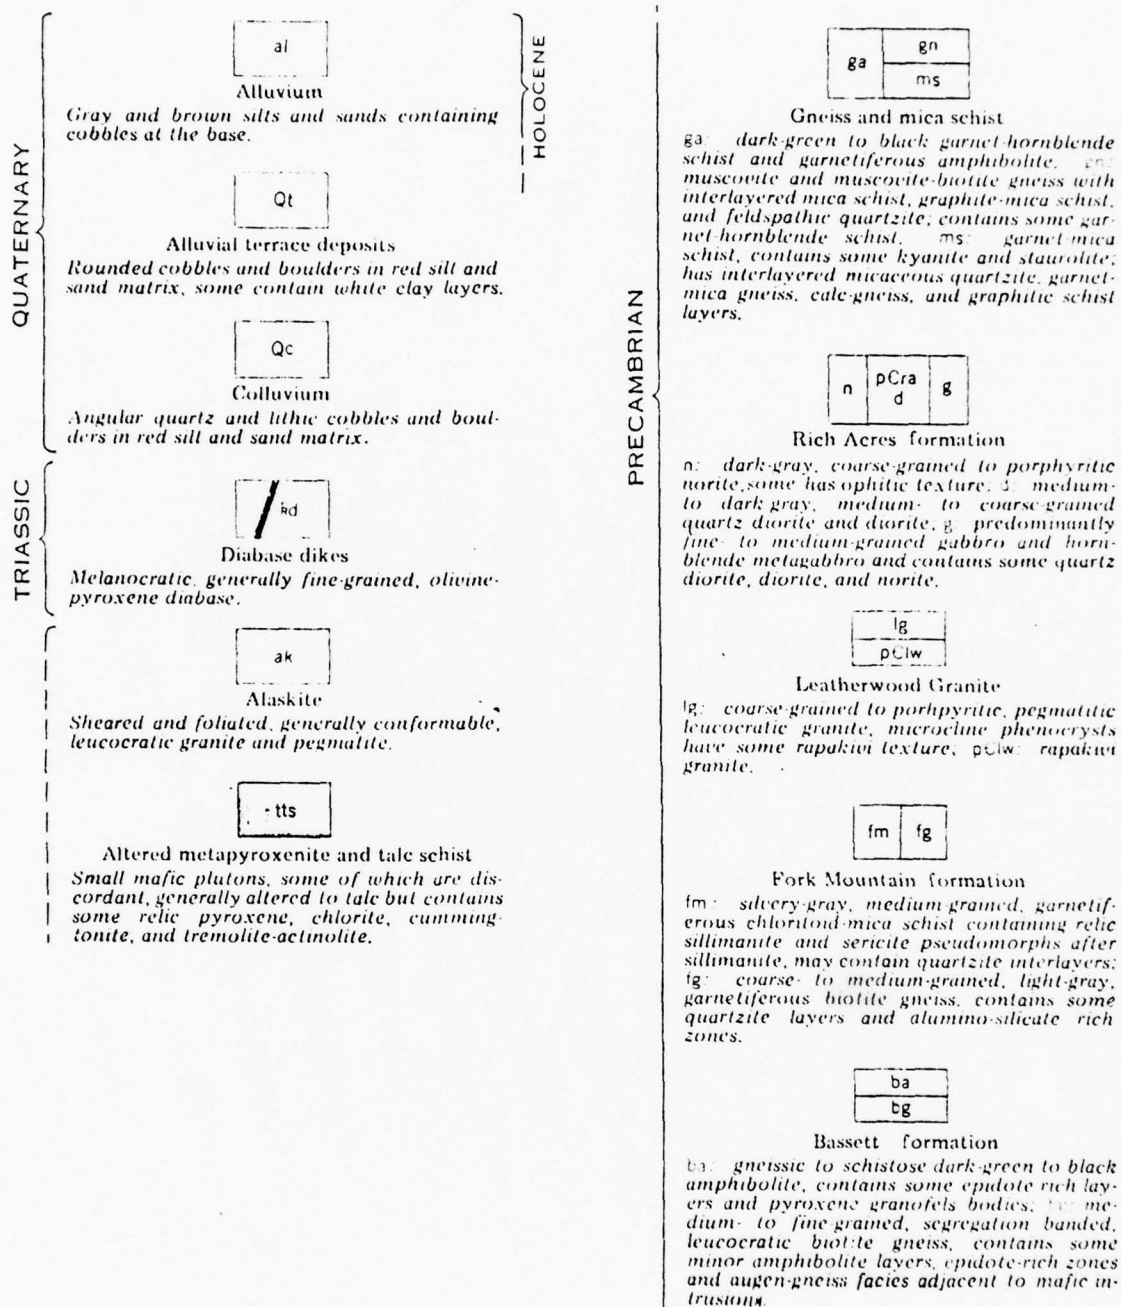 QUATERNARY
HOLOCENE
al
Alluvium
Gray and brown silts and sands containing
cobbles at the base.
Qt
Alluvial terrace deposits
Rounded cobbles and boulders in red silt and
sand matrix, some contain white clay layers.
Qc
Colluvium
Angular quartz and lithic cobbles and boul-
ders in red silt and sand matrix.
TRIASSIC
Diabase dikes
Melanocratic, generally fine-grained, olivine-
pyroxene diabase.
ak
Alaskite
Sheared and foliated, generally conformable,
leucocratic granite and pegmatite.
tts
Altered metapyroxenite and talc schist
Small mafic plutons, some of which are dis-
cordant, generally altered to talc but contains
some relic pyroxene, chlorite, cumming-
tonite, and tremolite-actinolite.
PRECAMBRIAN
ga gn
ms
Gneiss and mica schist
ga: dark-green to black garnet-hornblende
schist and garnetiferous amphibolite. gn:
muscovite and muscovite-biotite gneiss with
interlayered mica schist, graphite-mica schist,
and feldspathic quartzite; contains some gar-
net-hornblende schist. ms: garnet-mica
schist, contains some kyanite and staurolite;
has interlayered micaceous quartzite, garnet-
mica gneiss, calc-gneiss, and graphitic schist
layers.
n pCra g
d
Rich Acres formation
n: dark-gray, coarse-grained to porphyritic
norite, some has ophitic texture. d: medium-
to dark gray, medium- to coarse-grained
quartz diorite and diorite, g: predominantly
fine- to medium-grained gabbro and horn-
blende metagabbro and contains some quartz
diorite, diorite, and norite.
lg
pClw
Leatherwood Granite
lg: coarse-grained to porhpyritic, pegmatitic
leucocratic granite, microcline phenocrysts
have some rapakivi texture; pClw: rapakivi
granite.
fm fg
Fork Mountain formation
fm: silvery-gray, medium-grained, garnetif-
erous chloritoid-mica schist containing relic
sillimanite and sericite pseudomorphs after
sillimanite, may contain quartzite interlayers;
fg: coarse- to medium-grained, light-gray,
garnetiferous biotite gneiss, contains some
quartzite layers and alumino-silicate rich
zones.
ba
bg
Bassett formation
ba: gneissic to schistose dark-green to black
amphibolite, contains some epidote rich lay-
ers and pyroxene granofels bodies; me-
dium- to fine-grained, segregation banded,
leucocratic biotite gneiss, contains some
minor amphibolite layers, epidote-rich zones
and augen-gneiss facies adjacent to mafic in-
trusions.